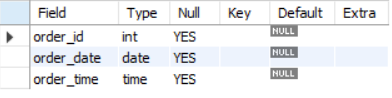 Field Type Null Key Default Extra
order_id int YES NULL
order_date date YES NULL
order_time time YES NULL